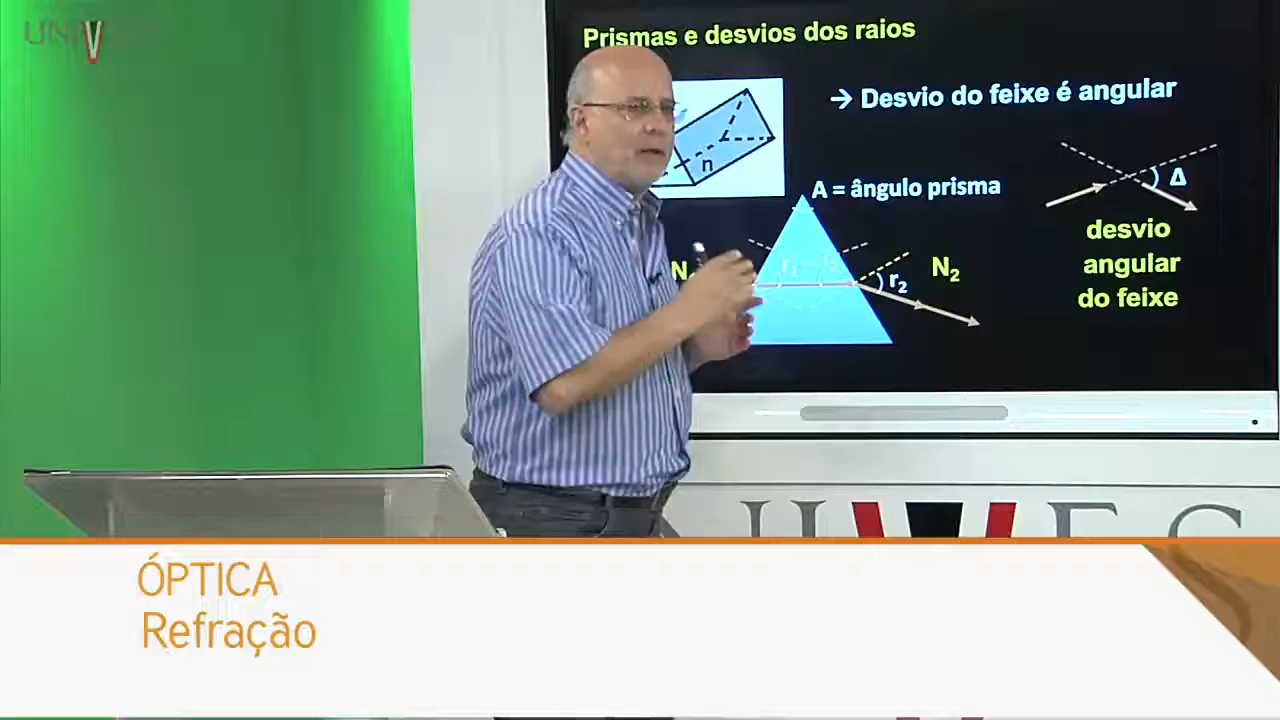 Prismas e desvios dos raios
→ Desvio do feixe é angular
n
A = ângulo prisma
Δ
desvio
angular
do feixe
N₂
r₂
ÓPTICA
Refração